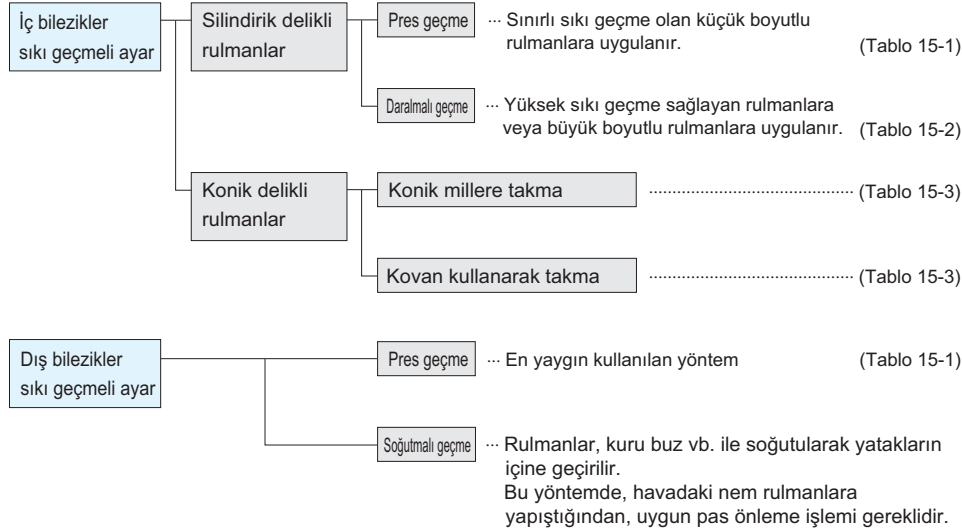 İç bilezikler
sıkı geçmeli ayar
Silindirik delikli
rulmanlar
Pres geçme
··· Sınırlı sıkı geçme olan küçük boyutlu
rulmanlara uygulanır.
(Tablo 15-1)
Daralmalı geçme
··· Yüksek sıkı geçme sağlayan rulmanlara
veya büyük boyutlu rulmanlara uygulanır. (Tablo 15-2)
Konik delikli
rulmanlar
Konik millere takma
(Tablo 15-3)
Kovan kullanarak takma
(Tablo 15-3)
Dış bilezikler
sıkı geçmeli ayar
Pres geçme
··· En yaygın kullanılan yöntem
(Tablo 15-1)
Soğutmalı geçme
··· Rulmanlar, kuru buz vb. ile soğutularak yatakların
içine geçirilir.
Bu yöntemde, havadaki nem rulmanlara
yapıştığından, uygun pas önleme işlemi gereklidir.